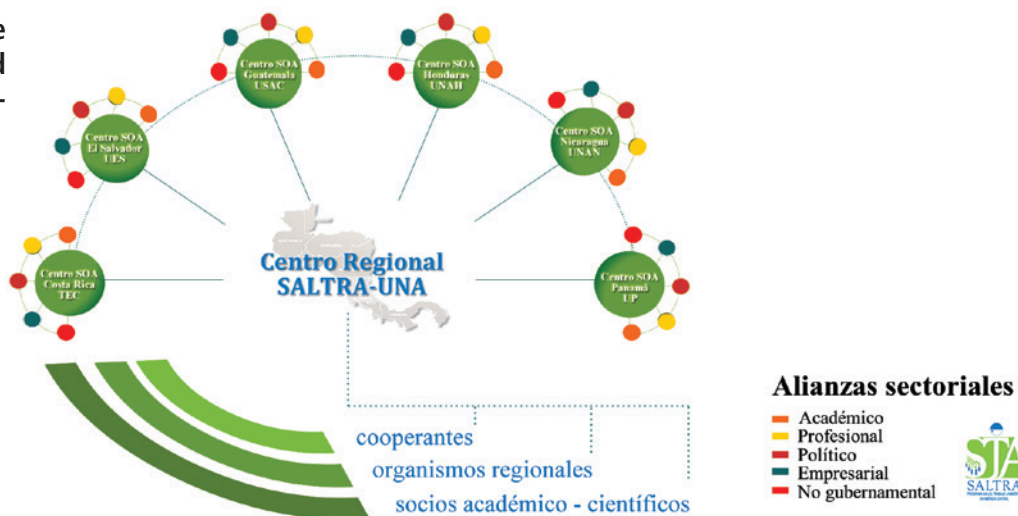 e
d
-
Centro SOA
Guatemala
USAC
Centro SOA
Honduras
UNAH
Centro SOA
El Salvador
UES
Centro SOA
Nicaragua
UNAN
Centro SOA
Costa Rica
TEC
Centro Regional
SALTRA-UNA
Centro SOA
Panamá
UP
cooperantes
organismos regionales
socios académico - científicos
Alianzas sectoriales
Académico
Profesional
Político
Empresarial
No gubernamental
STA
SALTRA